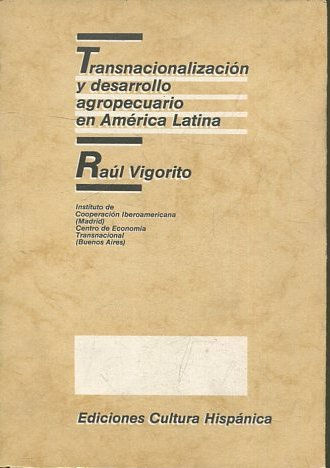 Transnacionalización
y desarrollo
agropecuario
en América Latina
Raúl Vigorito
Instituto de
Cooperación Iberoamericana
(Madrid)
Centro de Economía
Transnacional
(Buenos Aires)
Ediciones Cultura Hispánica